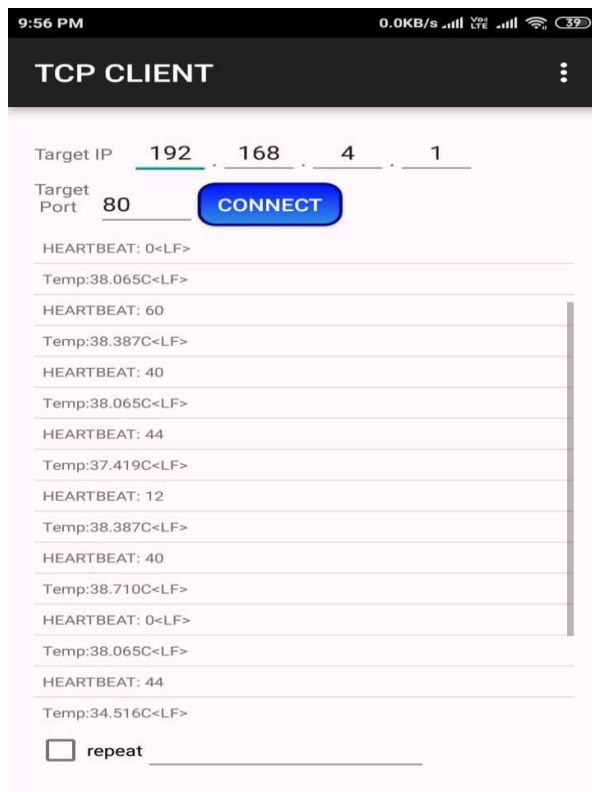 9:56 PM 0.0KB/s Vo) LTE 39
TCP CLIENT
Target IP 192 . 168 . 4 . 1
Target Port 80 CONNECT
HEARTBEAT: 0<LF>
Temp:38.065C<LF>
HEARTBEAT: 60
Temp:38.387C<LF>
HEARTBEAT: 40
Temp:38.065C<LF>
HEARTBEAT: 44
Temp:37.419C<LF>
HEARTBEAT: 12
Temp:38.387C<LF>
HEARTBEAT: 40
Temp:38.710C<LF>
HEARTBEAT: 0<LF>
Temp:38.065C<LF>
HEARTBEAT: 44
Temp:34.516C<LF>
repeat